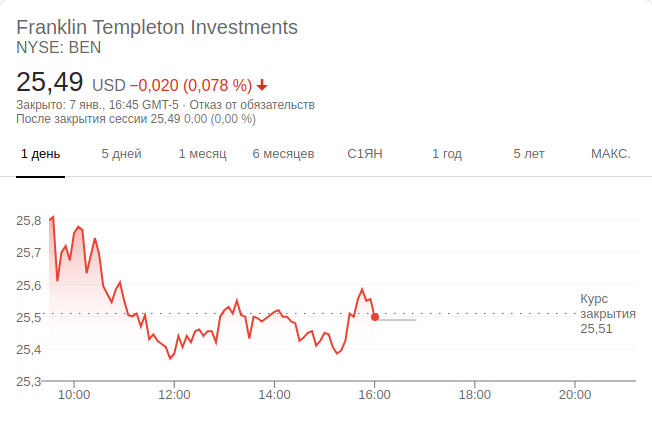 Franklin Templeton Investments
NYSE: BEN
25,49 USD −0,020 (0,078 %)
Закрыто: 7 янв., 16:45 GMT-5 · Отказ от обязательств
После закрытия сессии 25,49 0,00 (0,00 %)
1 день 5 дней 1 месяц 6 месяцев С1ЯН 1 год 5 лет МАКС.
25,8
25,7
25,6
25,5
25,4
25,3
Курс
закрытия
25,51
10:00 12:00 14:00 16:00 18:00 20:00